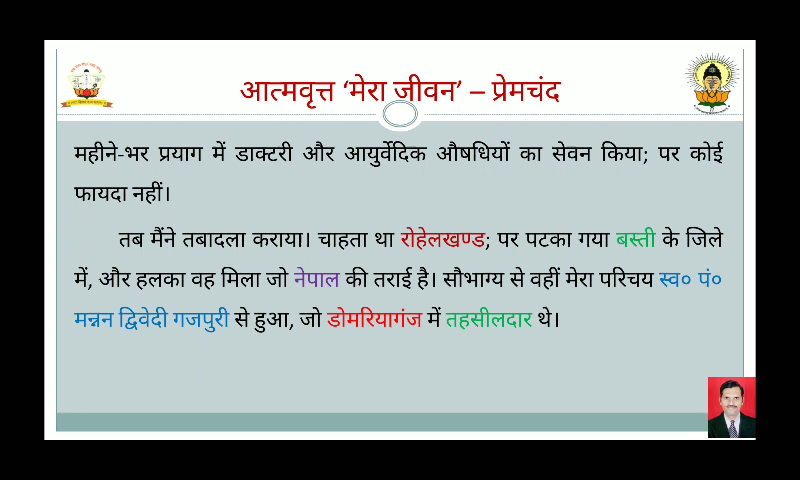 आत्मवृत्त ‘मेरा जीवन’ – प्रेमचंद
महीने-भर प्रयाग में डाक्टरी और आयुर्वेदिक औषधियों का सेवन किया; पर कोई
फायदा नहीं।
तब मैंने तबादला कराया। चाहता था रोहेलखण्ड; पर पटका गया बस्ती के जिले
में, और हलका वह मिला जो नेपाल की तराई है। सौभाग्य से वहीं मेरा परिचय स्व० पं०
मन्नन द्विवेदी गजपुरी से हुआ, जो डोमरियागंज में तहसीलदार थे।